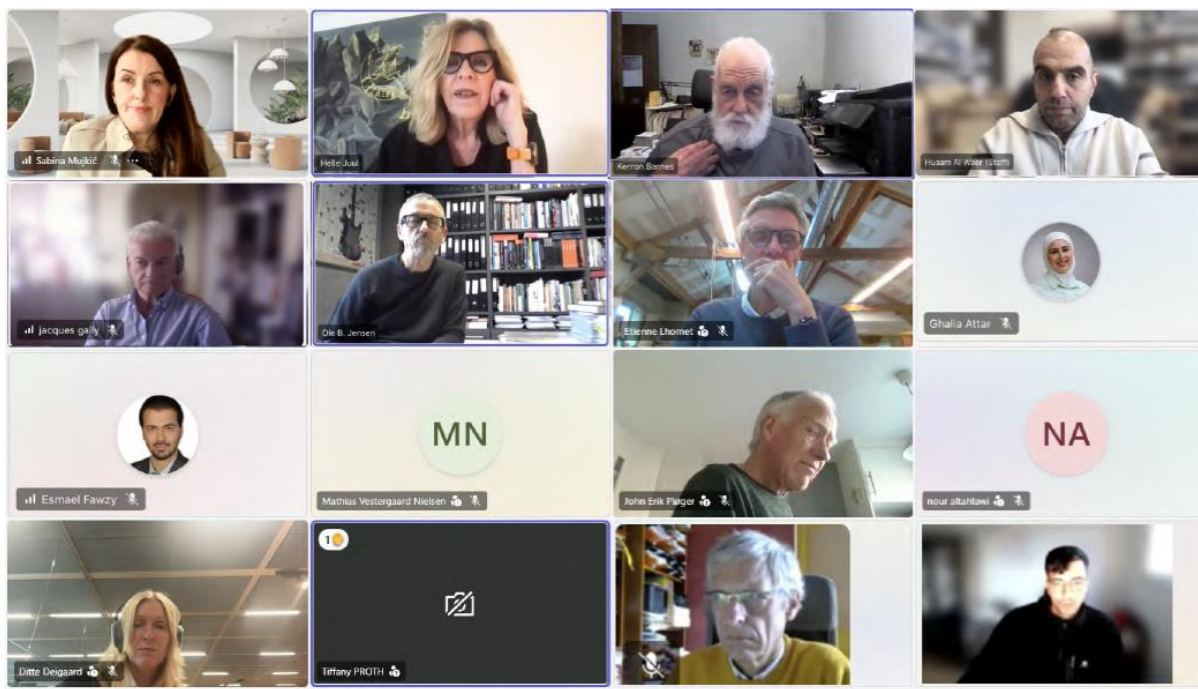 Sabina Mujkić
Helle Juul
Kerron Barnes
Husam Al Waer (Staff)
jacques gally
Ole B. Jensen
Etienne Lhomet
Ghalia Attar
Esmael Fawzy
MN
Mathias Vestergaard Nielsen
John Erik Pløger
NA
nour altahlawi
Ditte Deigaard
1
Tiffany PROTH